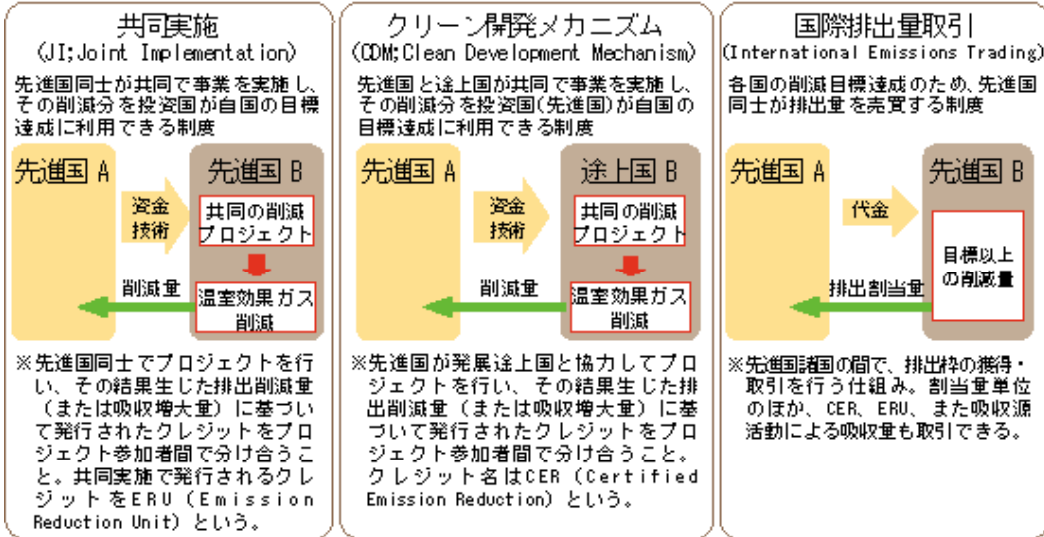 共同実施
(JI;Joint Implementation)
先進国同士が共同で事業を実施し、
その削減分を投資国が自国の目標
達成に利用できる制度
先進国 A
先進国 B
資金
技術
共同の削減
プロジェクト
削減量
温室効果ガス
削減
※先進国同士でプロジェクトを行
い、その結果生じた排出削減量
（または吸収増大量）に基づい
て発行されたクレジットをプロ
ジェクト参加者間で分け合うこ
と。共同実施で発行されるクレ
ジットをERU（Emission
Reduction Unit）という。
クリーン開発メカニズム
(CDM;Clean Development Mechanism)
先進国と途上国が共同で事業を実施し、
その削減分を投資国(先進国)が自国の
目標達成に利用できる制度
先進国 A
途上国 B
資金
技術
共同の削減
プロジェクト
削減量
温室効果ガス
削減
※先進国が発展途上国と協力してプロ
ジェクトを行い、その結果生じた排
出削減量（または吸収増大量）に基
づいて発行されたクレジットをプロ
ジェクト参加者間で分け合うこと。
クレジット名はCER（Certified
Emission Reduction）という。
国際排出量取引
(International Emissions Trading)
各国の削減目標達成のため、先進国
同士が排出量を売買する制度
先進国 A
先進国 B
代金
目標以上
の削減量
排出割当量
※先進国諸国の間で、排出枠の獲得・
取引を行う仕組み。割当量単位
のほか、CER、ERU、また吸収源
活動による吸収量も取引できる。